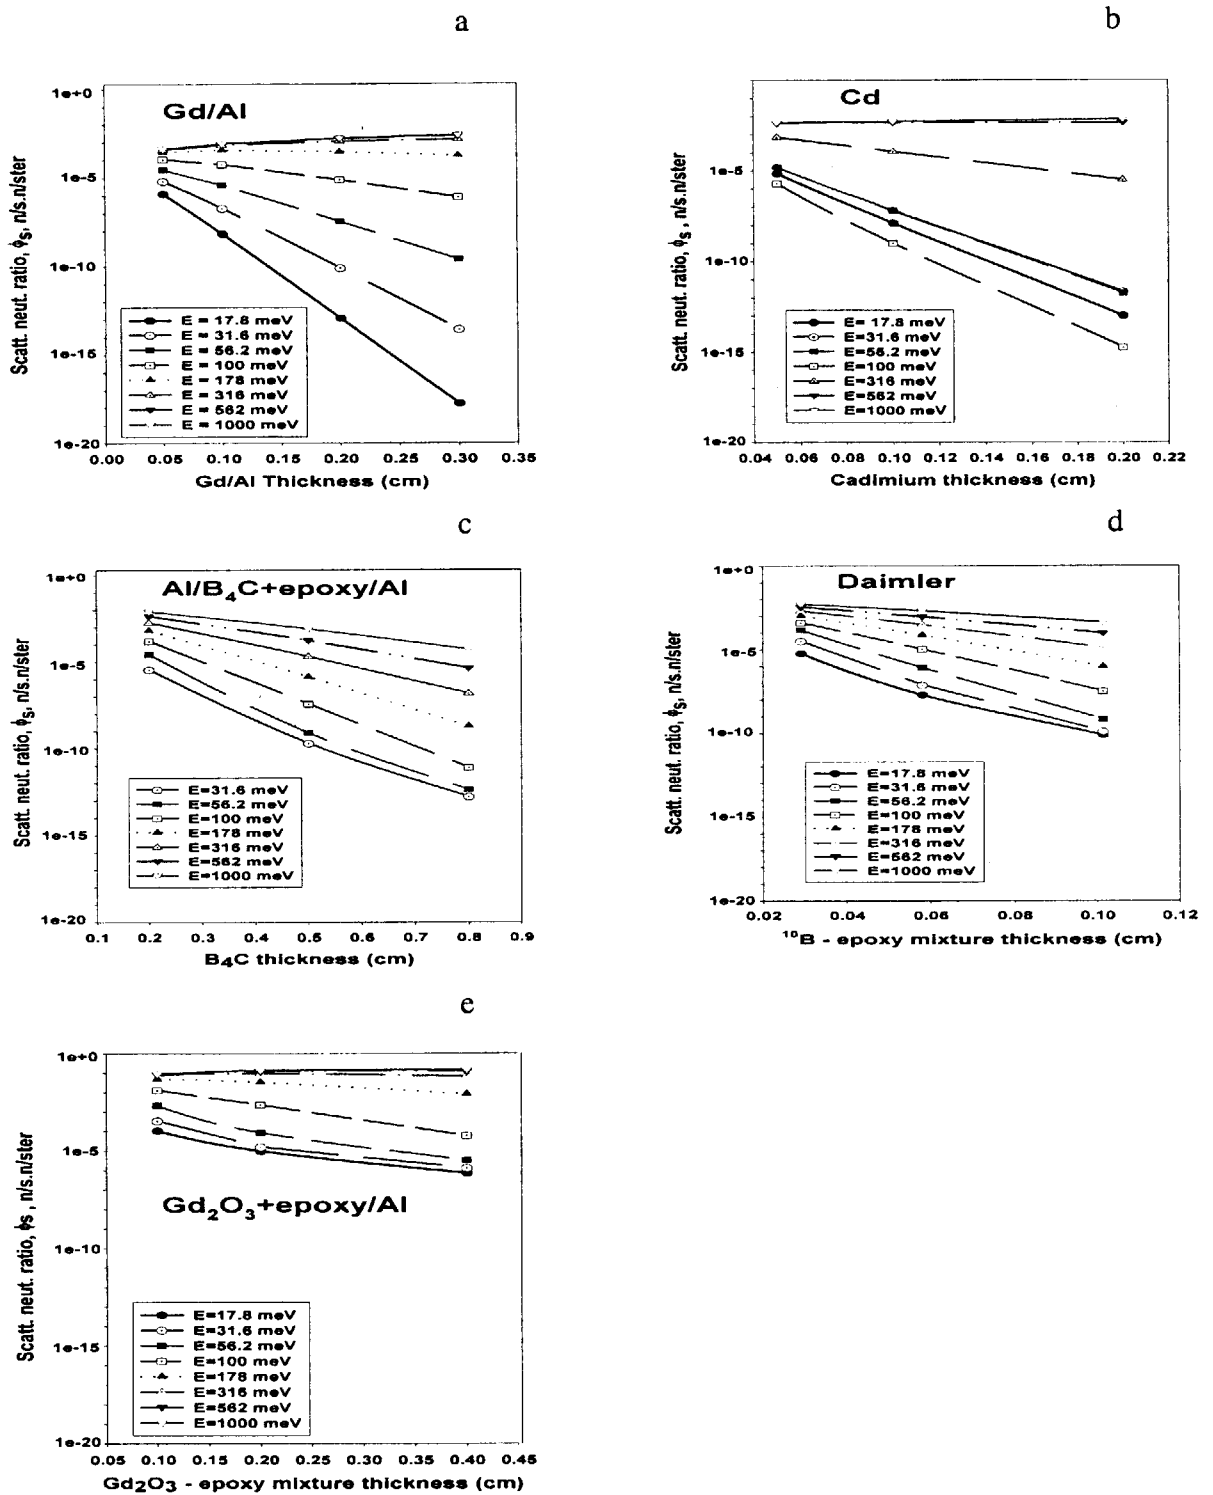 a
Gd/Al
Scatt. neut. ratio, ϕs, n/s.n/ster
1e+0
1e-5
1e-10
1e-15
1e-20
E = 17.8 meV
E = 31.6 meV
E = 56.2 meV
E = 100 meV
E = 178 meV
E = 316 meV
E = 562 meV
E = 1000 meV
0.00 0.05 0.10 0.15 0.20 0.25 0.30 0.35
Gd/Al Thickness (cm)
b
Cd
Scatt. neut. ratio, ϕs, n/s.n/ster
1e+0
1e-5
1e-10
1e-15
1e-20
E= 17.8 meV
E=31.6 meV
E=56.2 meV
E=100 meV
E=316 meV
E=562 meV
E=1000 meV
0.04 0.06 0.08 0.10 0.12 0.14 0.16 0.18 0.20 0.22
Cadimium thickness (cm)
c
Al/B₄C+epoxy/Al
Scatt. neut. ratio, ϕs, n/s.n/ster
1e+0
1e-5
1e-10
1e-15
1e-20
E=31.6 meV
E=56.2 meV
E=100 meV
E=178 meV
E=316 meV
E=562 meV
E=1000 meV
0.1 0.2 0.3 0.4 0.5 0.6 0.7 0.8 0.9
B₄C thickness (cm)
d
Daimler
Scatt. neut. ratio, ϕs, n/s.n/ster
1e+0
1e-5
1e-10
1e-15
1e-20
E=17.8 meV
E=31.6 meV
E=56.2 meV
E=100 meV
E=178 meV
E=316 meV
E=562 meV
E=1000 meV
0.02 0.04 0.06 0.08 0.10 0.12
¹⁰B - epoxy mixture thickness (cm)
e
Gd₂O₃+epoxy/Al
Scatt. neut. ratio, ϕs , n/s.n/ster
1e+0
1e-5
1e-10
1e-15
1e-20
E=17.8 meV
E=31.6 meV
E=56.2 meV
E=100 meV
E=178 meV
E=316 meV
E=562 meV
E=1000 meV
0.05 0.10 0.15 0.20 0.25 0.30 0.35 0.40 0.45
Gd₂O₃ - epoxy mixture thickness (cm)